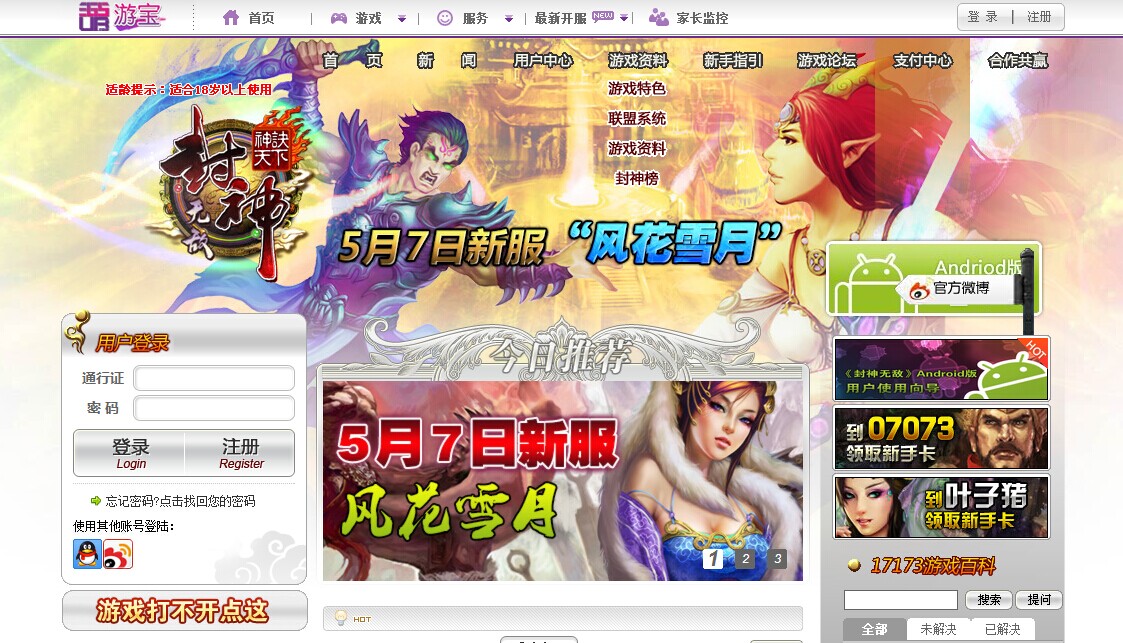 游宝
首页 游戏 服务 最新开服 NEW 家长监控 登 录 | 注册
首 页 新 闻 用户中心 游戏资料 新手指引 游戏论坛 支付中心 合作共赢
适龄提示：适合18岁以上使用
游戏特色
联盟系统
游戏资料
封神榜
封神
无敌
神诀
天下
5月7日新服 “风花雪月”
Andriod版
官方微博
用户登录
通行证
密 码
登录 注册
Login Register
忘记密码?点击找回您的密码
使用其他账号登陆：
游戏打不开点这
今日推荐
5月7日新服
风花雪月
1 2 3
HOT
HOT
《封神无敌》Android版
用户使用向导
到07073
领取新手卡
到叶子猪
领取新手卡
17173游戏百科
搜索 提问
全部 未解决 已解决